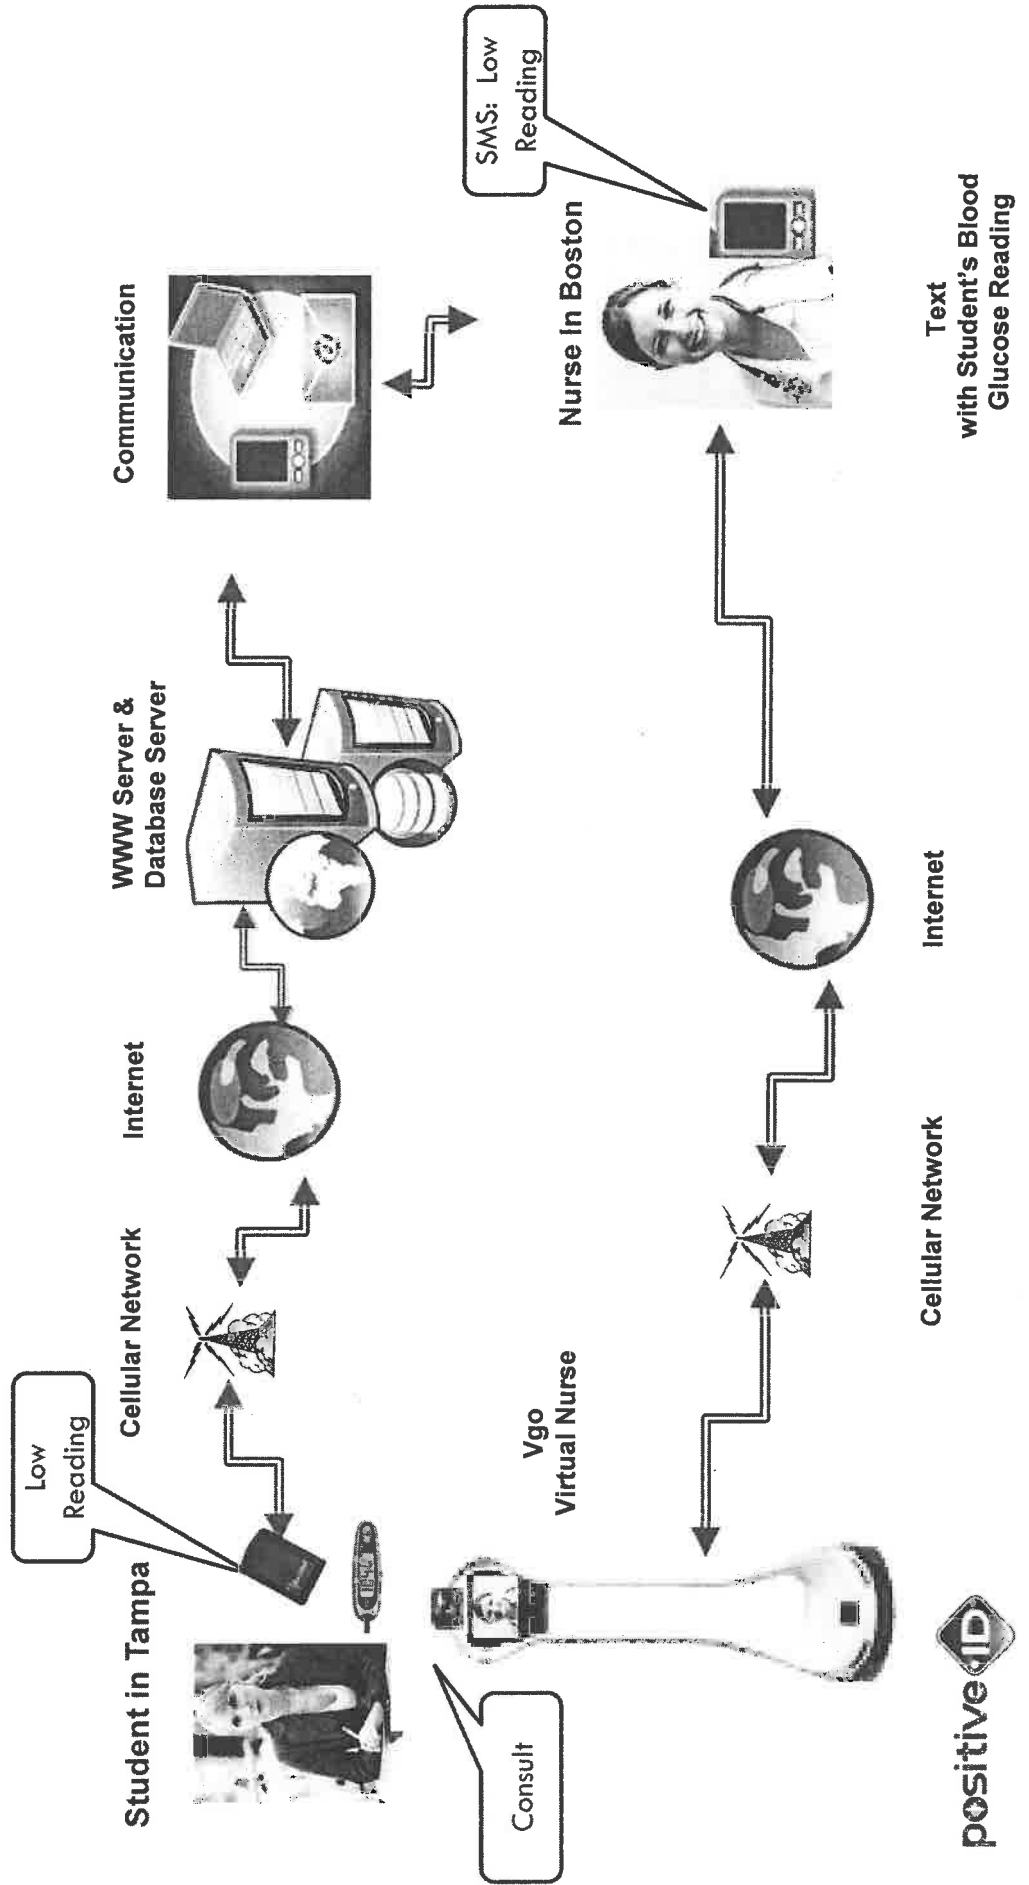 Low
Reading
Student in Tampa
Cellular Network
Internet
WWW Server &
Database Server
Communication
Consult
Vgo
Virtual Nurse
Nurse In Boston
SMS: Low
Reading
Cellular Network
Internet
Text
with Student's Blood
Glucose Reading
positive ID